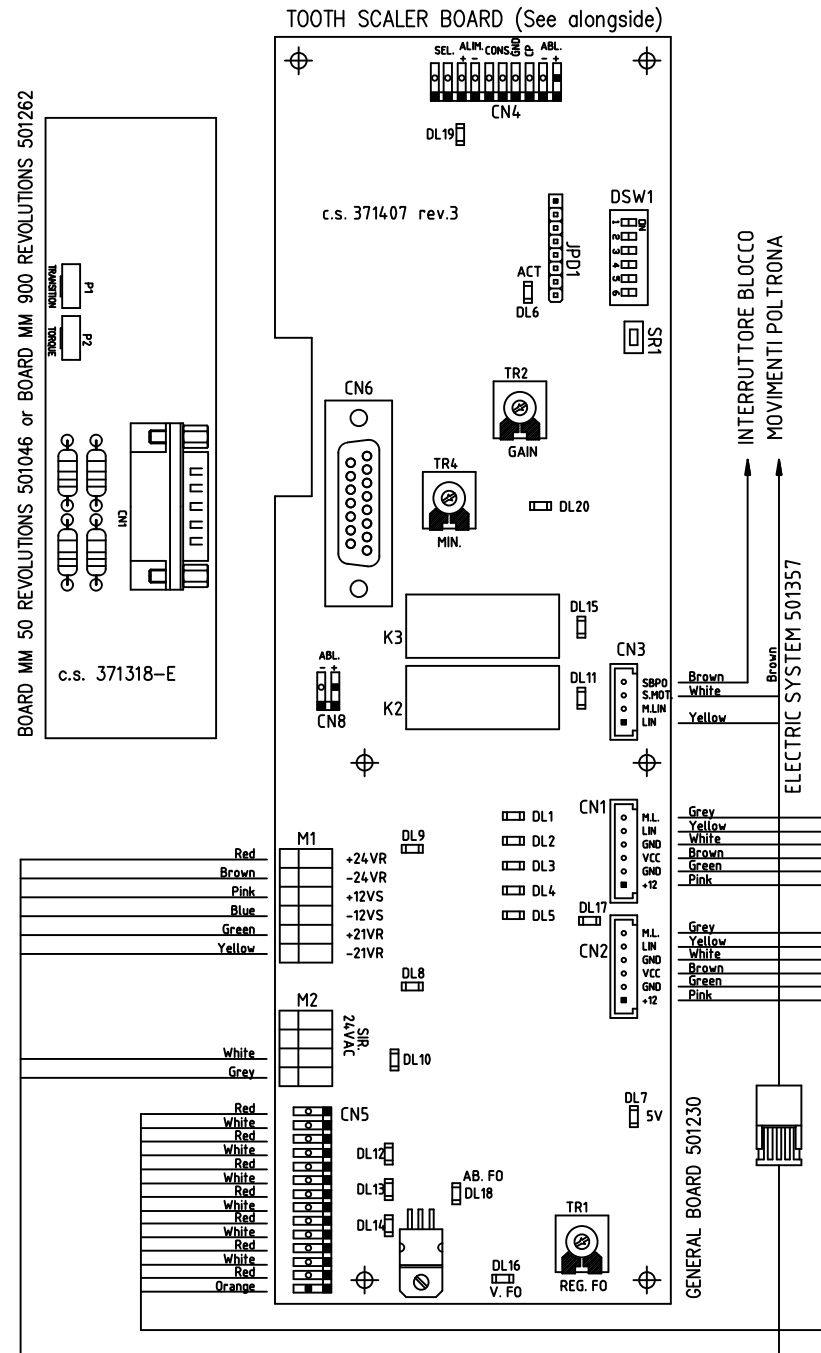 TOOTH SCALER BOARD (See alongside)
SEL. ALIM. CONS. GND CP ABL.
+ - - +
CN4
DL19
c.s. 371407 rev.3
DSW1
ON
1
2
3
4
5
6
JPD1
ACT
DL6
SR1
TR2
GAIN
CN6
TR4
MIN.
DL20
BOARD MM 50 REVOLUTIONS 501046 or BOARD MM 900 REVOLUTIONS 501262
P1
TRANSITION
P2
TORQUE
CN1
c.s. 371318-E
INTERRUTTORE BLOCCO
MOVIMENTI POLTRONA
K3
DL15
K2
DL11
ABL.
- +
CN8
CN3
SBPO Brown
S.MOT. White
M.LIN
LIN Yellow
Brown
ELECTRIC SYSTEM 501357
CN1
M.L. Grey
LIN Yellow
GND White
VCC Brown
GND Green
+12 Pink
DL1
DL2
DL3
DL4
DL5
DL17
CN2
M.L. Grey
LIN Yellow
GND White
VCC Brown
GND Green
+12 Pink
M1
DL9
Red +24VR
Brown -24VR
Pink +12VS
Blue -12VS
Green +21VR
Yellow -21VR
DL8
M2
SIR.
24VAC
White
Grey
DL10
DL7
5V
CN5
Red
White
Red
White
Red
White
Red
White
Red
White
Red
White
Red
Orange
DL12
DL13
DL14
AB. FO
DL18
DL16
V. FO
TR1
REG. FO
GENERAL BOARD 501230